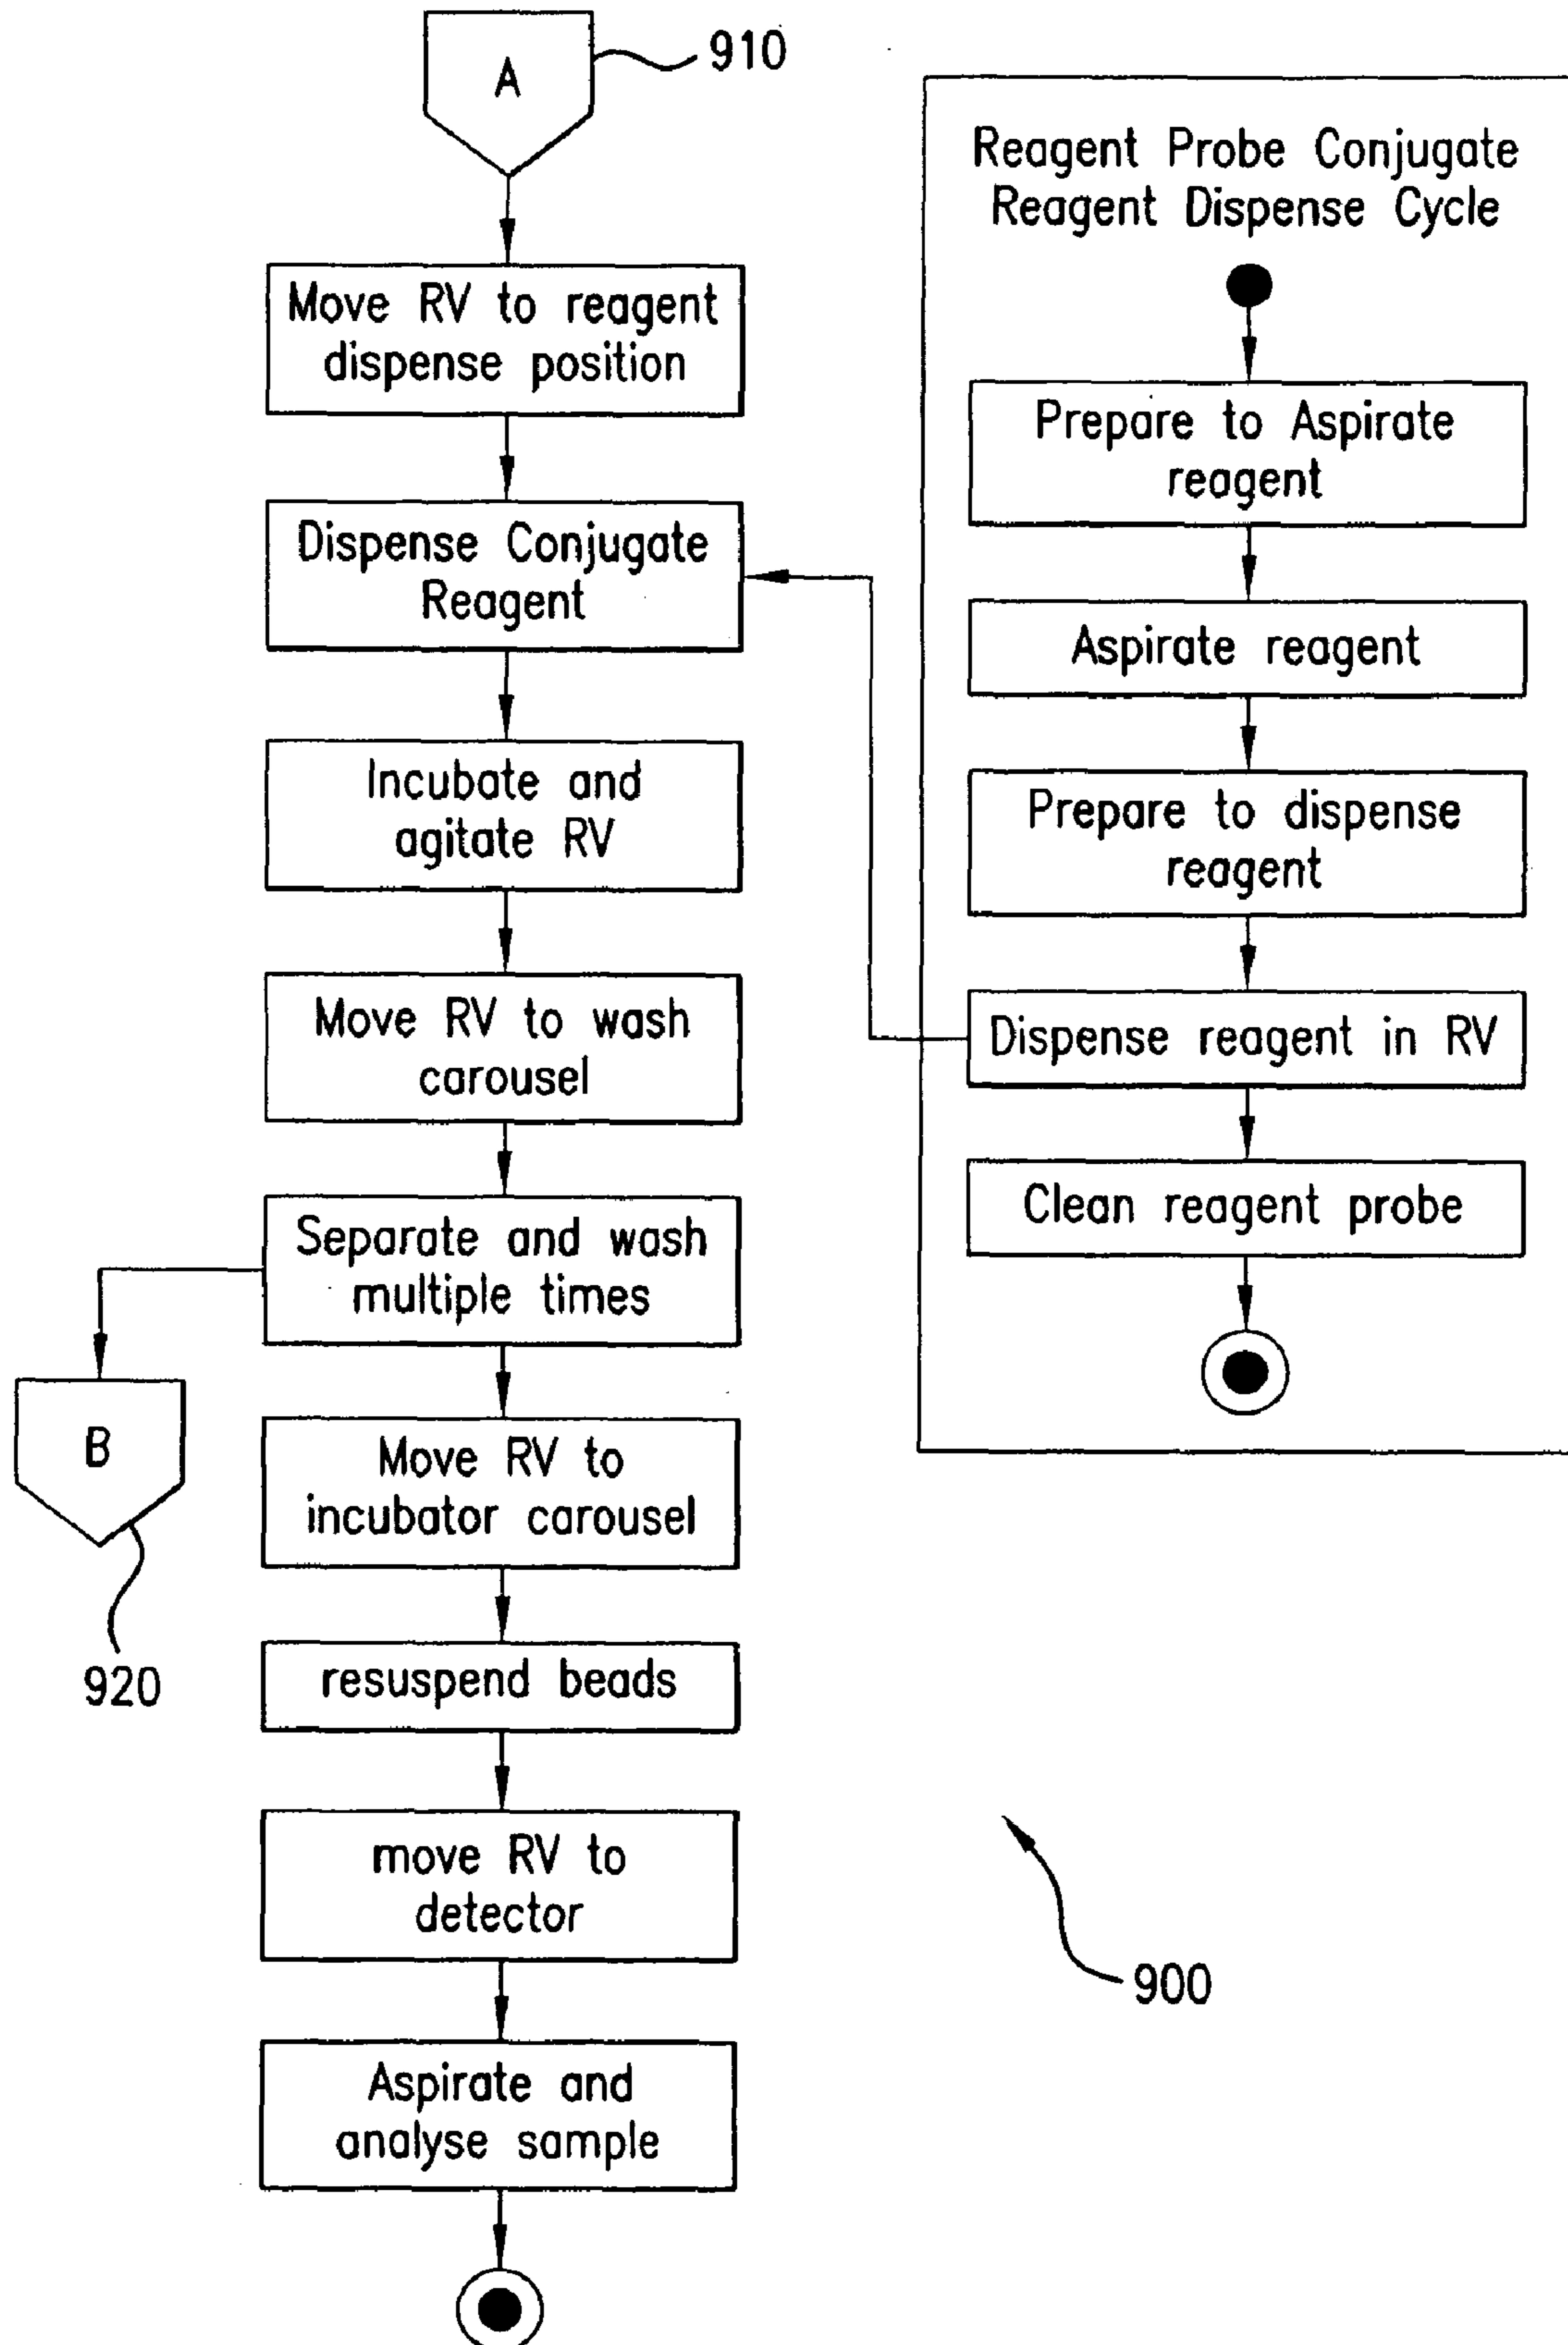 A
910
Move RV to reagent
dispense position
Dispense Conjugate
Reagent
Incubate and
agitate RV
Move RV to wash
carousel
Separate and wash
multiple times
B
920
Move RV to
incubator carousel
resuspend beads
move RV to
detector
Aspirate and
analyse sample
Reagent Probe Conjugate
Reagent Dispense Cycle
Prepare to Aspirate
reagent
Aspirate reagent
Prepare to dispense
reagent
Dispense reagent in RV
Clean reagent probe
900